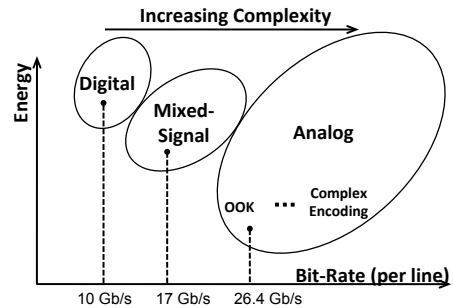 Increasing Complexity
Energy
Digital
Mixed-
Signal
Analog
OOK
Complex
Encoding
Bit-Rate (per line)
10 Gb/s
17 Gb/s
26.4 Gb/s